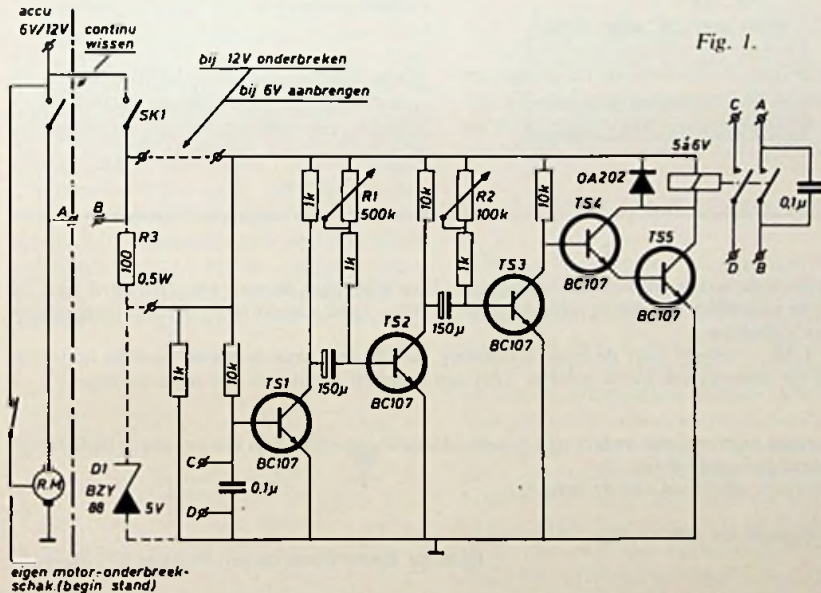 accu
6V/12V
continu
wissen
bij 12V onderbreken
bij 6V aanbrengen
Fig. 1.
SK1
A
B
R3
100
0,5W
D1
BZY
88
5V
R.M
eigen motor-onderbreek-
schak.(begin stand)
1k
10k
C
D
0,1µ
TS1
BC107
1k
R1
500k
1k
150µ
TS2
BC107
10k
R2
100k
1k
150µ
TS3
BC107
10k
TS4
BC107
OA202
5à6V
TS5
BC107
C
A
D
B
0,1µ